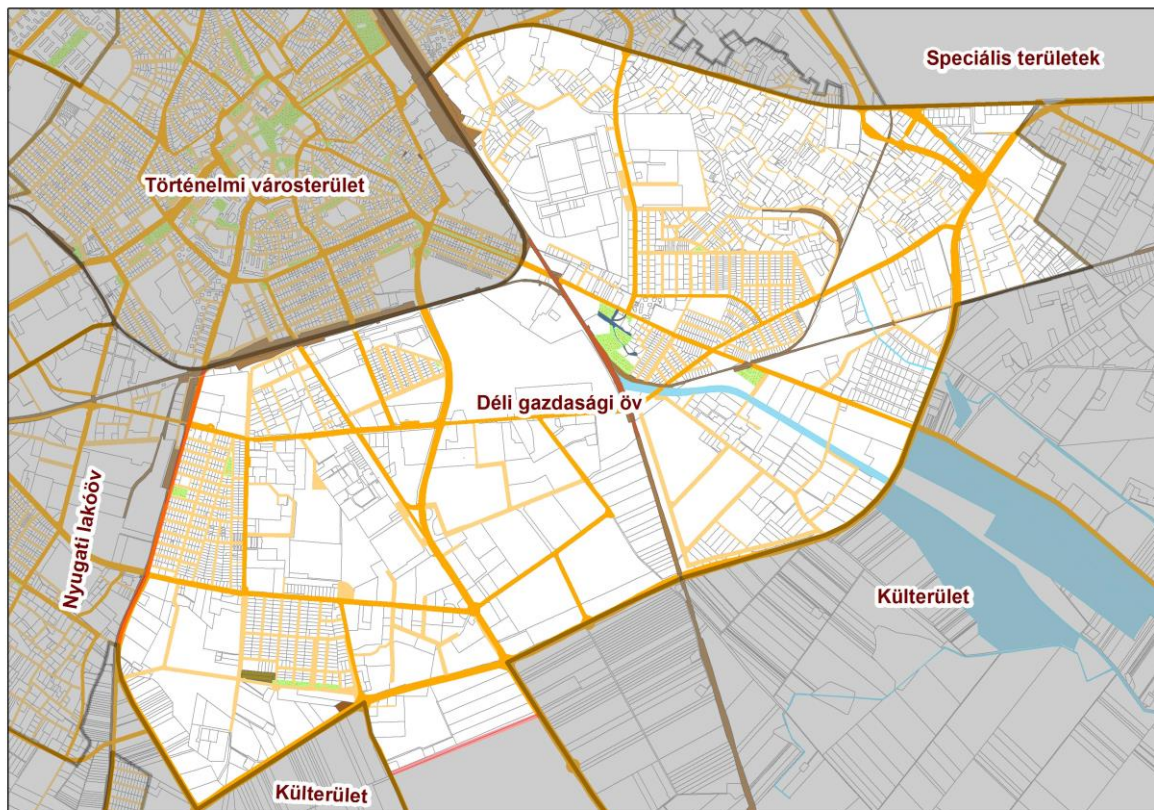 Speciális területek
Történelmi városterület
Déli gazdasági öv
Nyugati lakóöv
Külterület
Külterület